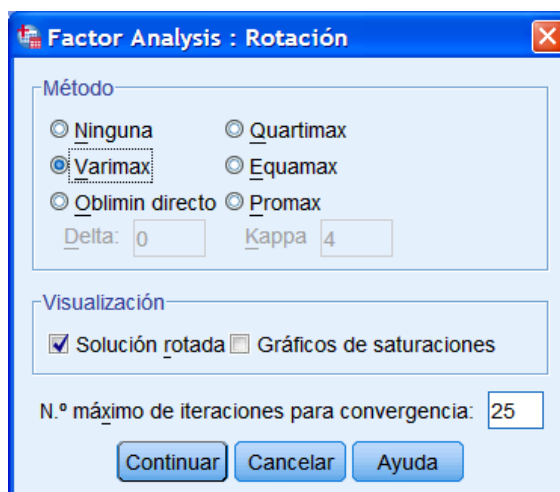 Factor Analysis : Rotación
Método
Ninguna Quartimax
Varimax Equamax
Oblimin directo Promax
Delta: 0 Kappa 4
Visualización
Solución rotada Gráficos de saturaciones
N.º máximo de iteraciones para convergencia: 25
Continuar Cancelar Ayuda